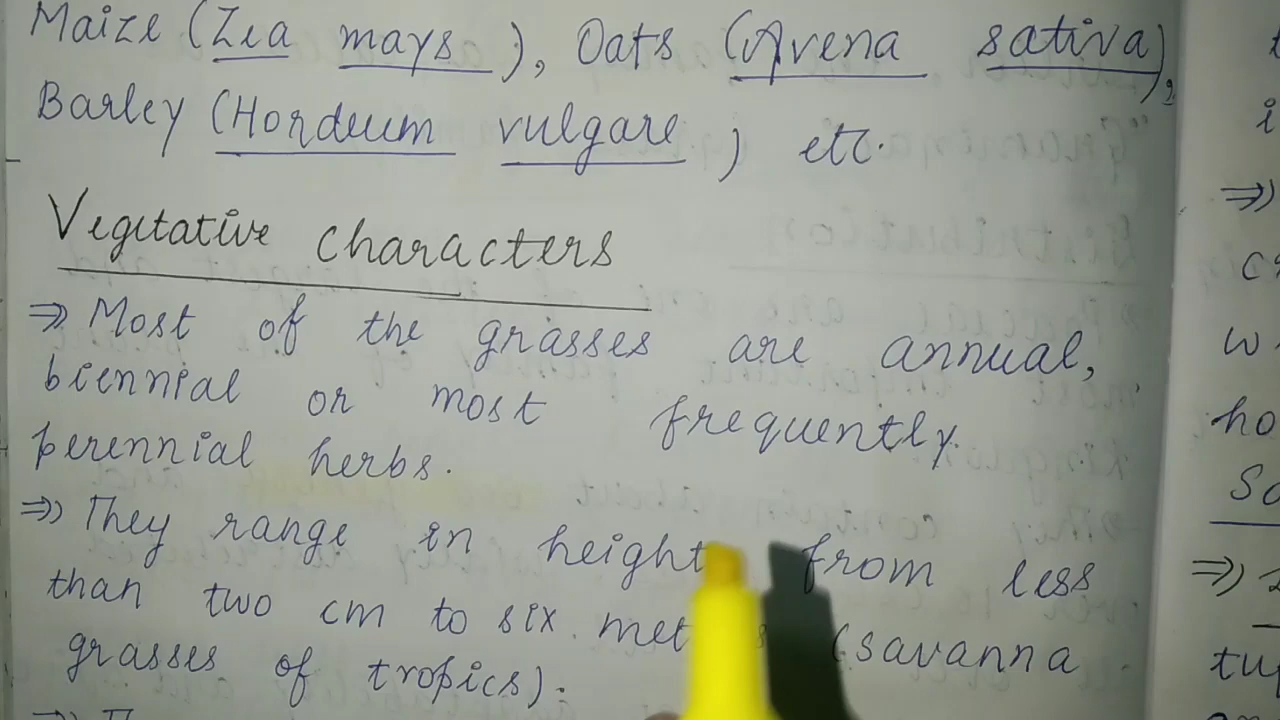 Maize (Zea mays), Oats (Avena sativa),
Barley (Hordeum vulgare) etc.
Vegitative characters
⇒ Most of the grasses are annual,
biennial or most frequently
perennial herbs.
⇒ They range in height from less
than two cm to six (savanna
grasses of tropics).